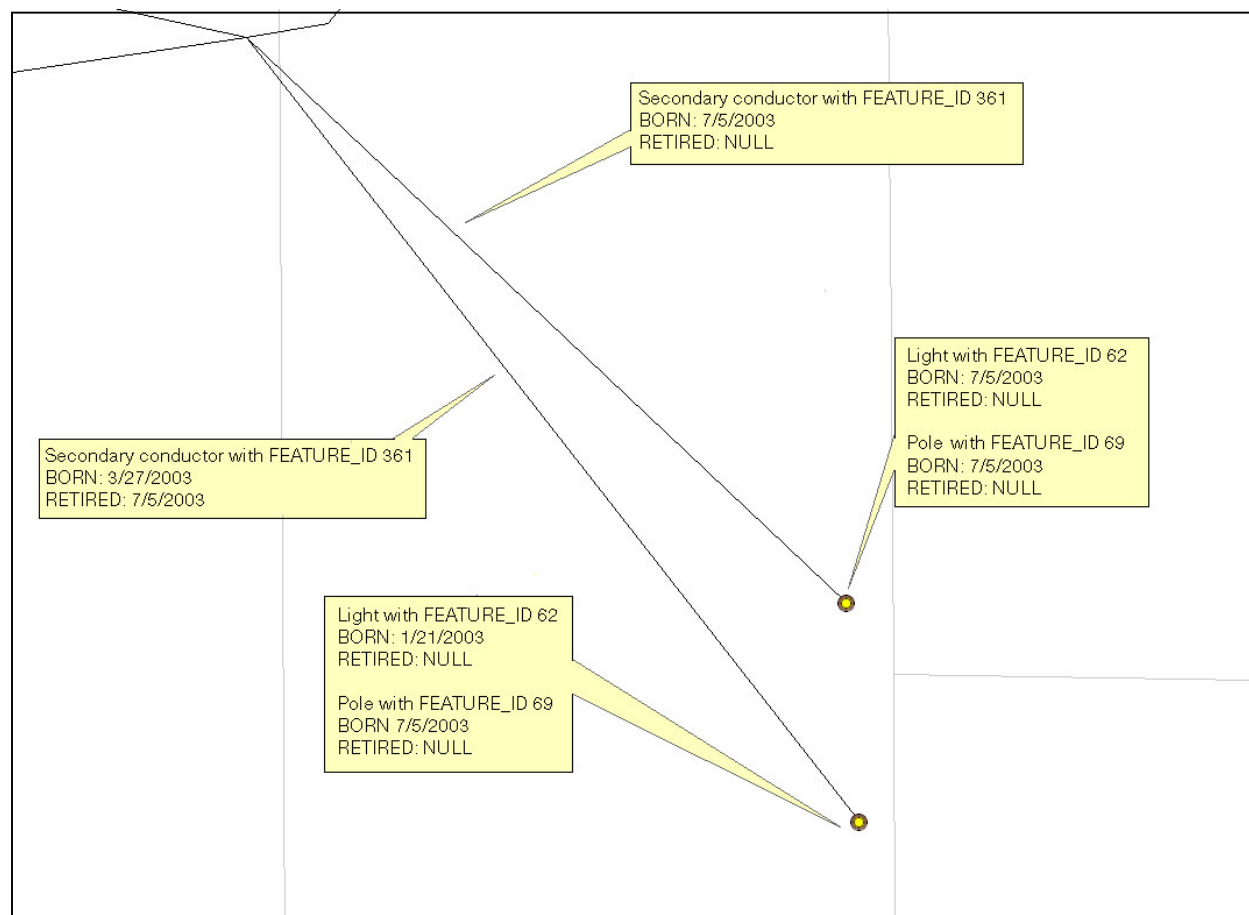 Secondary conductor with FEATURE_ID 361
BORN: 7/5/2003
RETIRED: NULL
Light with FEATURE_ID 62
BORN: 7/5/2003
RETIRED: NULL
Pole with FEATURE_ID 69
BORN: 7/5/2003
RETIRED: NULL
Secondary conductor with FEATURE_ID 361
BORN: 3/27/2003
RETIRED: 7/5/2003
Light with FEATURE_ID 62
BORN: 1/21/2003
RETIRED: NULL
Pole with FEATURE_ID 69
BORN 7/5/2003
RETIRED: NULL